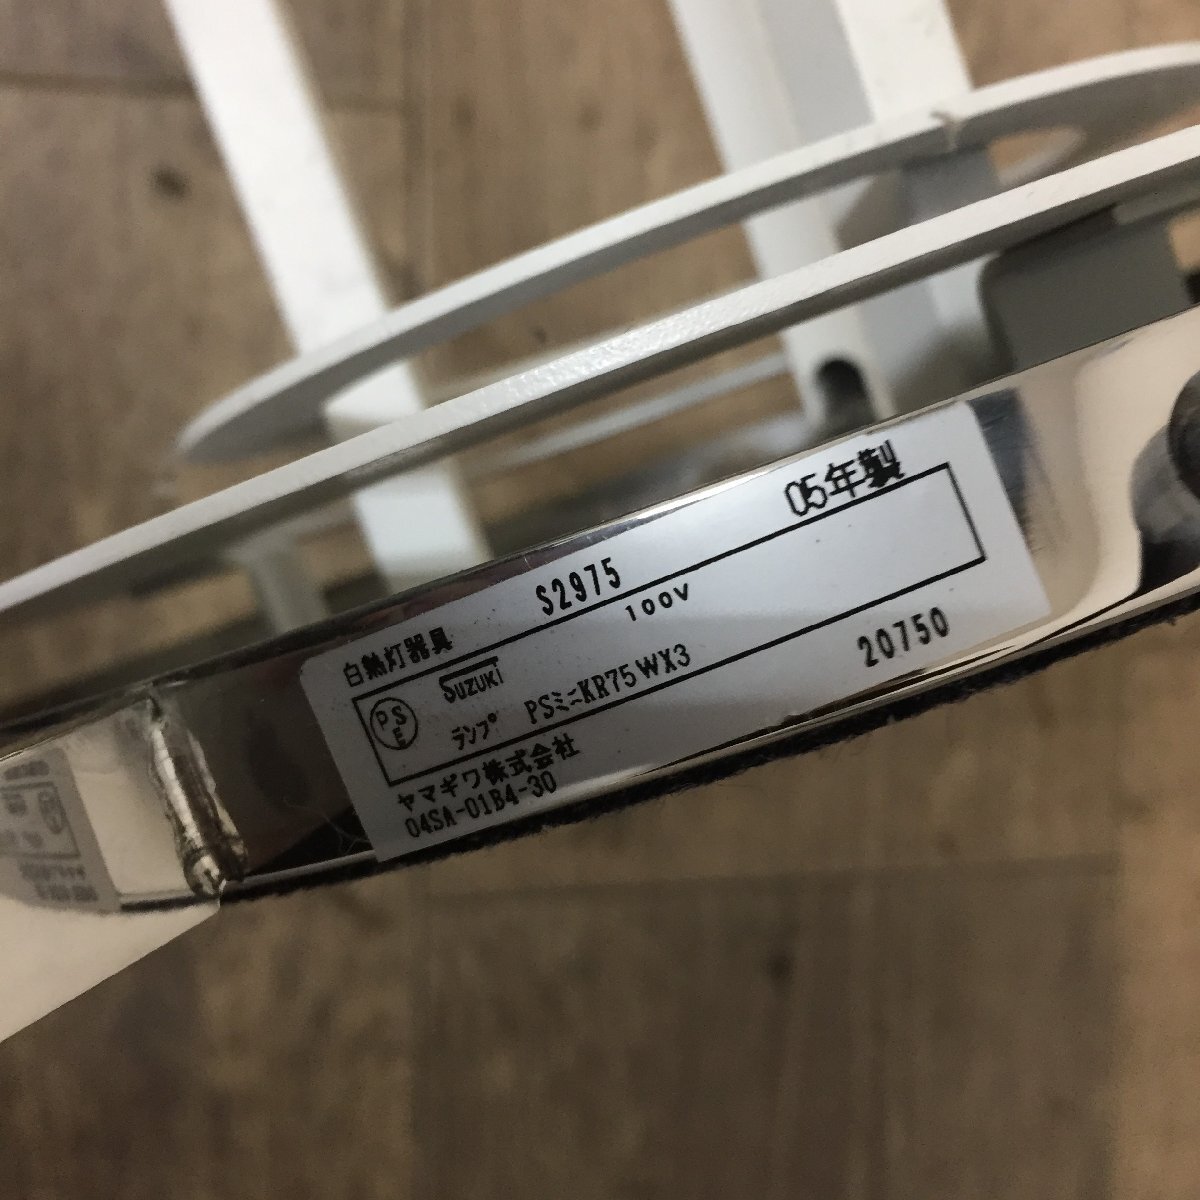 白熱灯器具 S2975 05年製
PS
E SUZUKI 100V
ランプ PSミニKR75WX3
ヤマギワ株式会社 20750
04SA-01B4-30